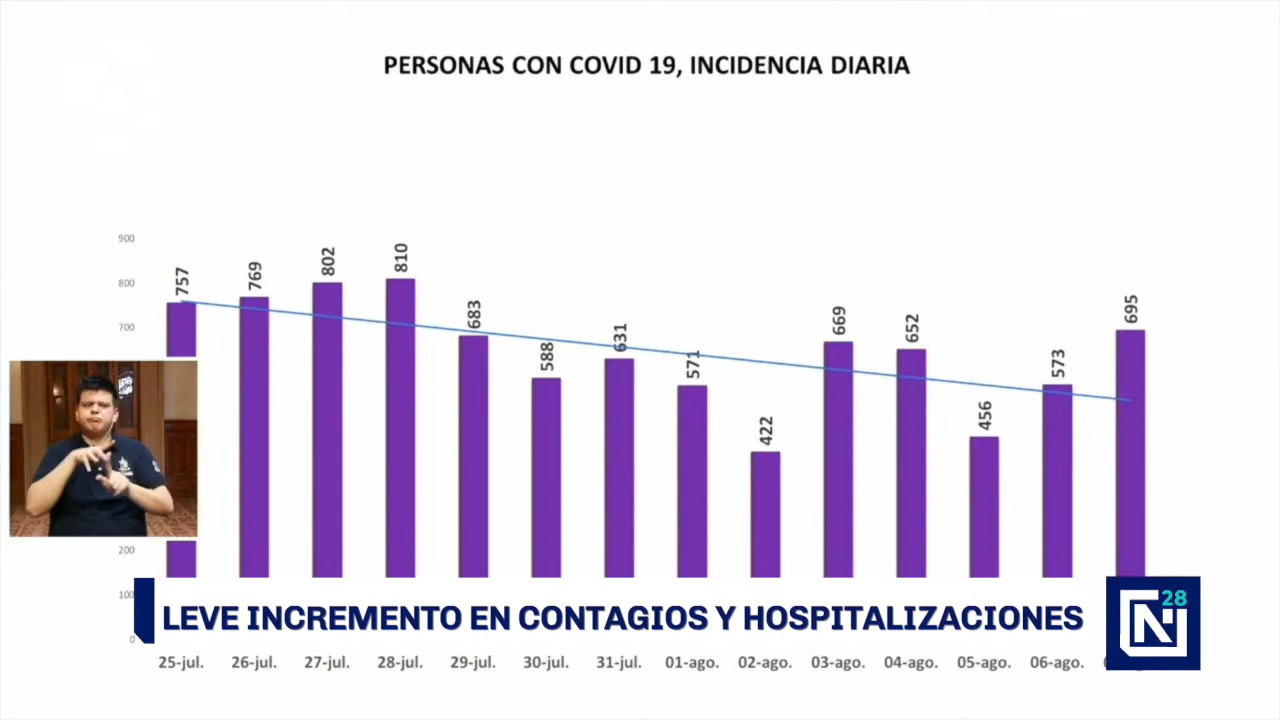 PERSONAS CON COVID 19, INCIDENCIA DIARIA
900
800
700
200
100
0
757
769
802
810
683
588
631
571
422
669
652
456
573
695
LEVE INCREMENTO EN CONTAGIOS Y HOSPITALIZACIONES
N 28
25-jul.
26-jul.
27-jul.
28-jul.
29-jul.
30-jul.
31-jul.
01-ago.
02-ago.
03-ago.
04-ago.
05-ago.
06-ago.